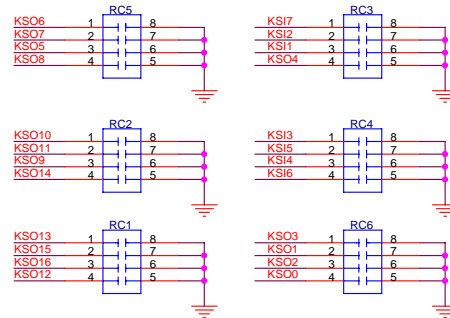 RC5
KSO6 1 8
KSO7 2 7
KSO5 3 6
KSO8 4 5
RC3
KSI7 1 8
KSI2 2 7
KSI1 3 6
KSO4 4 5
RC2
KSO10 1 8
KSO11 2 7
KSO9 3 6
KSO14 4 5
RC4
KSI3 1 8
KSI5 2 7
KSI4 3 6
KSI6 4 5
RC1
KSO13 1 8
KSO15 2 7
KSO16 3 6
KSO12 4 5
RC6
KSO3 1 8
KSO1 2 7
KSO2 3 6
KSO0 4 5